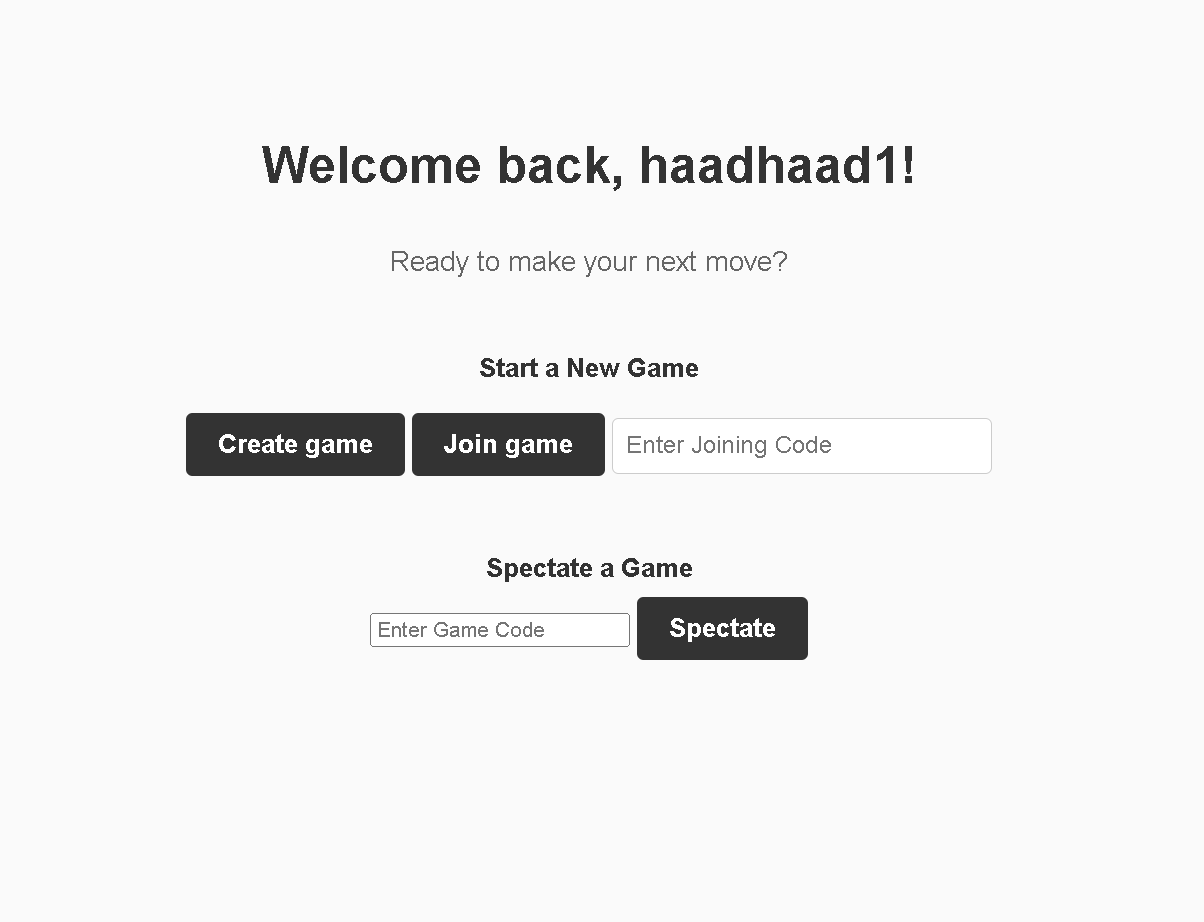 Welcome back, haadhaad1!
Ready to make your next move?
Start a New Game
Create game Join game Enter Joining Code
Spectate a Game
Enter Game Code Spectate